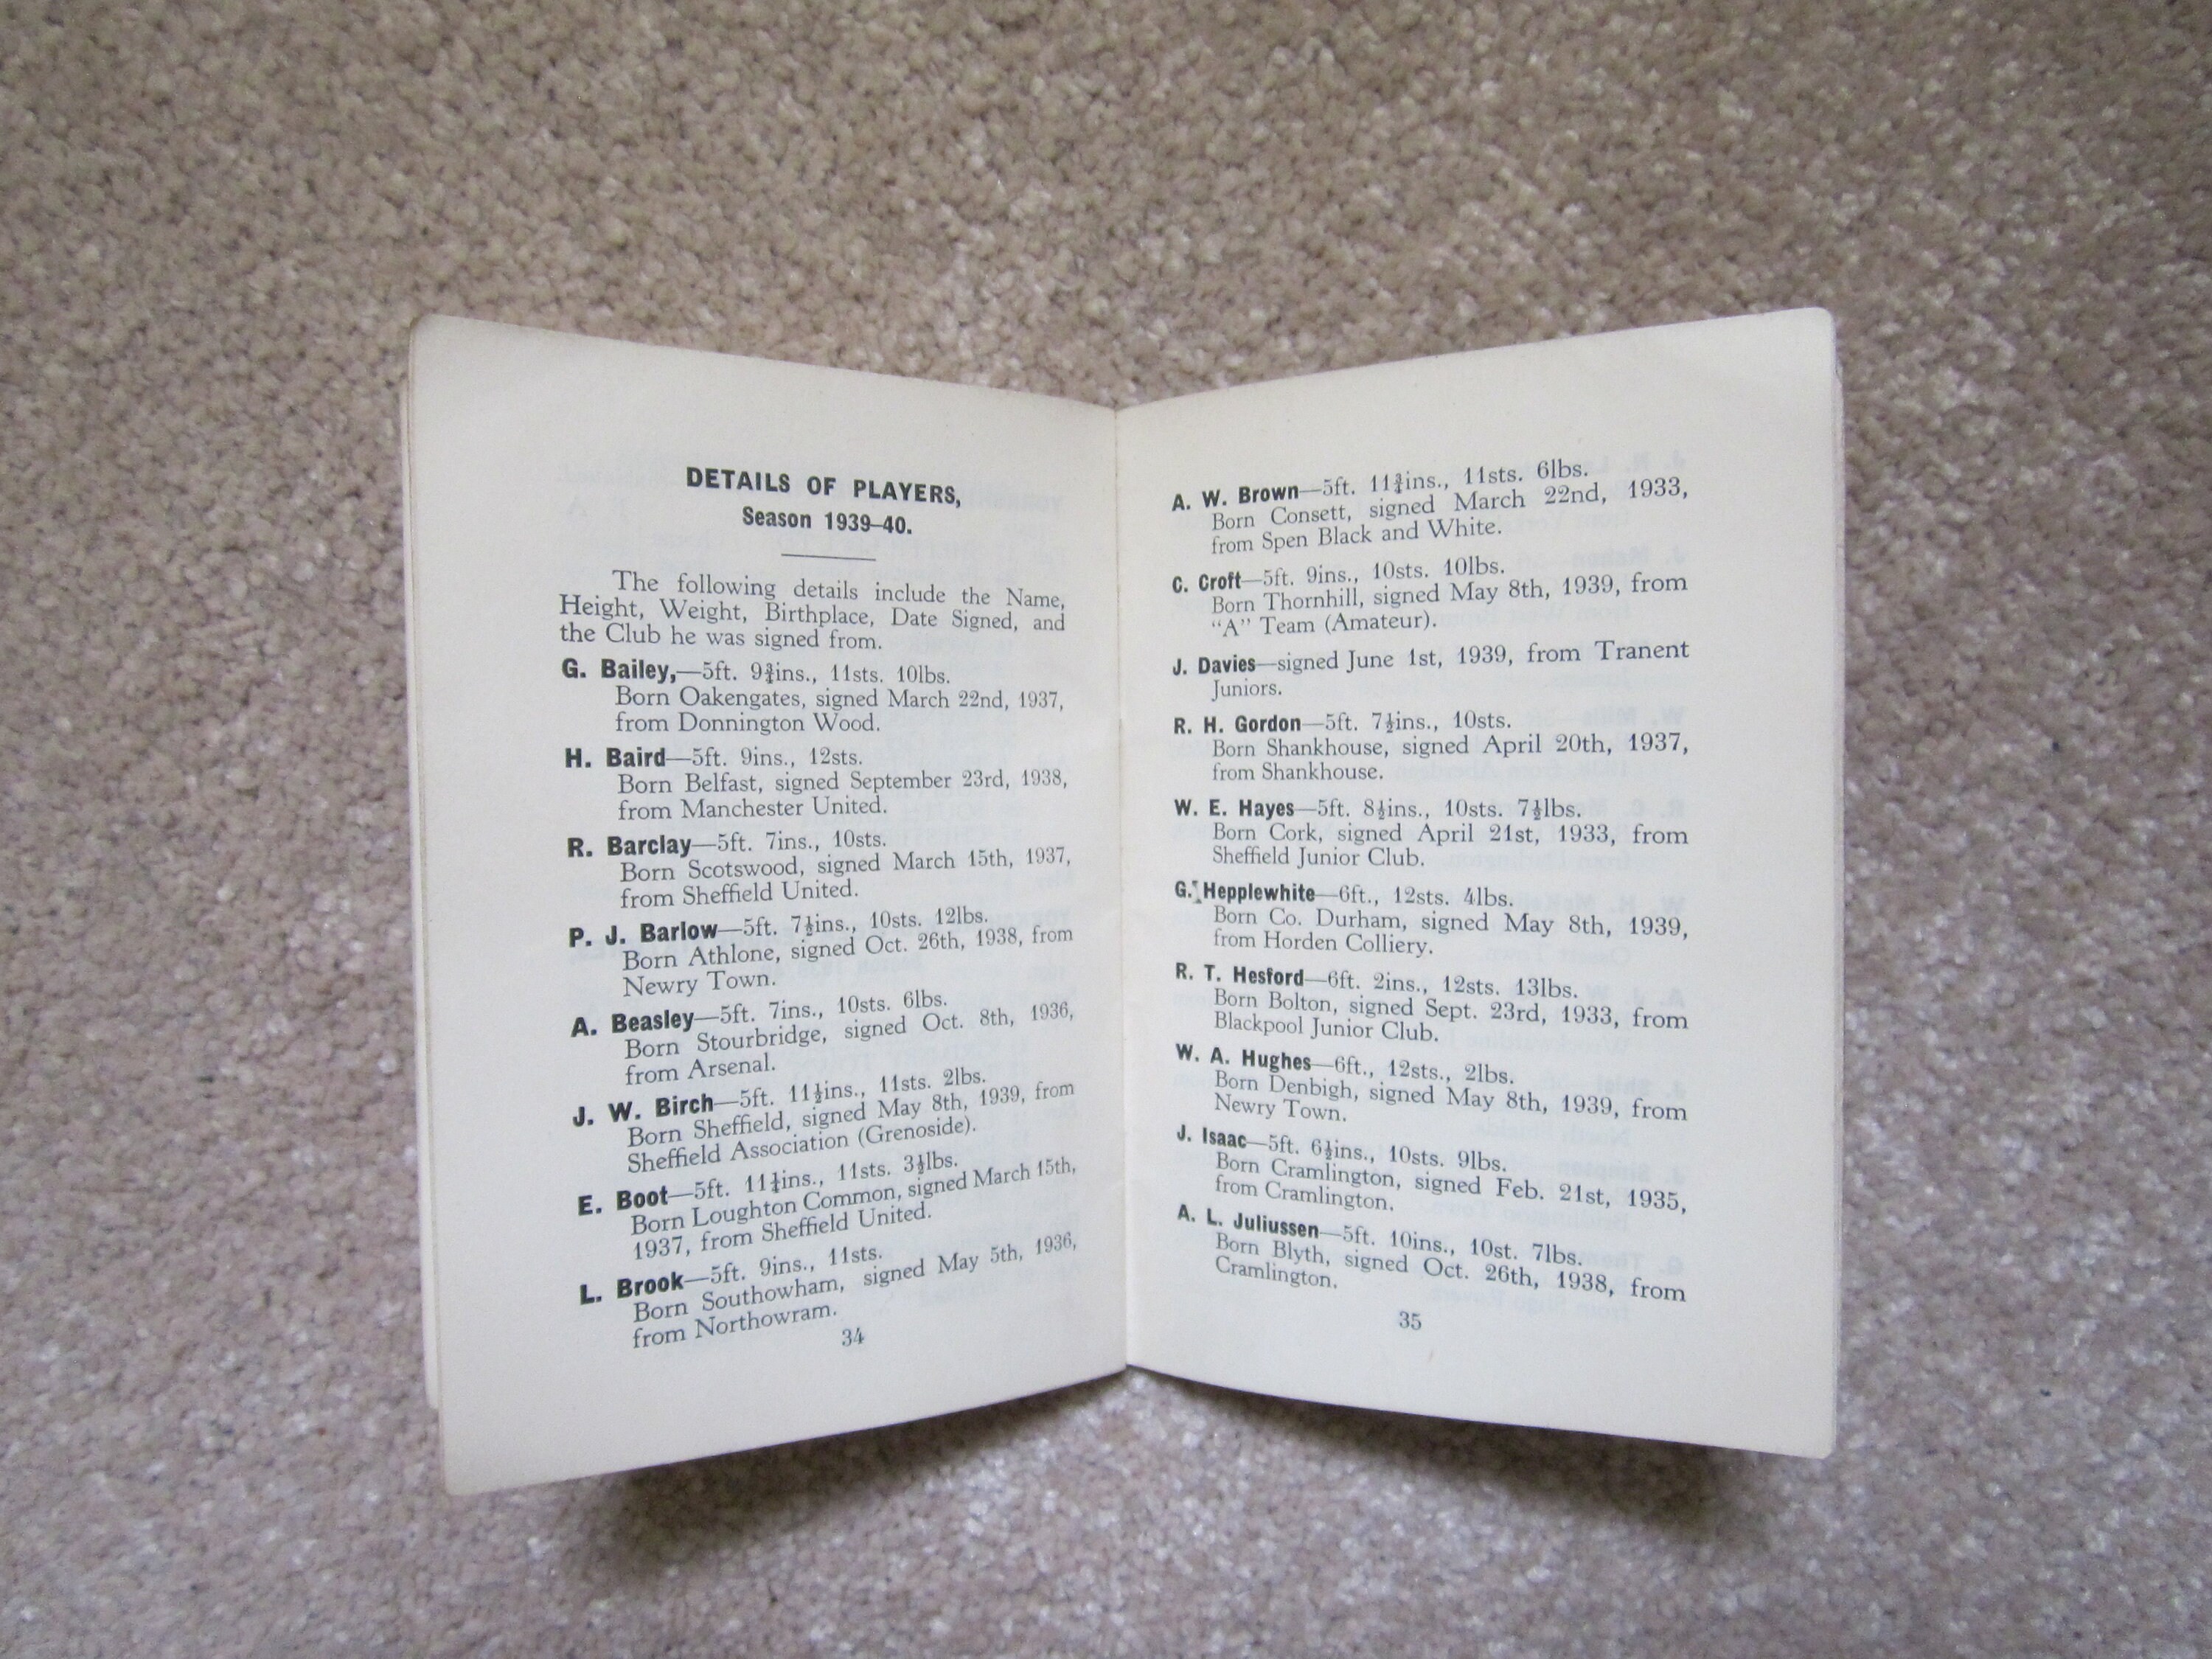 DETAILS OF PLAYERS,
Season 1939–40.
The following details include the Name,
Height, Weight, Birthplace, Date Signed, and
the Club he was signed from.
G. Bailey,—5ft. 9¾ins., 11sts. 10lbs.
Born Oakengates, signed March 22nd, 1937,
from Donnington Wood.
H. Baird—5ft. 9ins., 12sts.
Born Belfast, signed September 23rd, 1938,
from Manchester United.
R. Barclay—5ft. 7ins., 10sts.
Born Scotswood, signed March 15th, 1937,
from Sheffield United.
P. J. Barlow—5ft. 7½ins., 10sts. 12lbs.
Born Athlone, signed Oct. 26th, 1938, from
Newry Town.
A. Beasley—5ft. 7ins., 10sts. 6lbs.
Born Stourbridge, signed Oct. 8th, 1936,
from Arsenal.
J. W. Birch—5ft. 11½ins., 11sts. 2lbs.
Born Sheffield, signed May 8th, 1939, from
Sheffield Association (Grenoside).
E. Boot—5ft. 11¼ins., 11sts. 3½lbs.
Born Loughton Common, signed March 15th,
1937, from Sheffield United.
L. Brook—5ft. 9ins., 11sts.
Born Southowham, signed May 5th, 1936,
from Northowram.
34
A. W. Brown—5ft. 11¾ins., 11sts. 6lbs.
Born Consett, signed March 22nd, 1933,
from Spen Black and White.
C. Croft—5ft. 9ins., 10sts. 10lbs.
Born Thornhill, signed May 8th, 1939, from
"A" Team (Amateur).
J. Davies—signed June 1st, 1939, from Tranent
Juniors.
R. H. Gordon—5ft. 7½ins., 10sts.
Born Shankhouse, signed April 20th, 1937,
from Shankhouse.
W. E. Hayes—5ft. 8½ins., 10sts. 7½lbs.
Born Cork, signed April 21st, 1933, from
Sheffield Junior Club.
G. Hepplewhite—6ft., 12sts. 4lbs.
Born Co. Durham, signed May 8th, 1939,
from Horden Colliery.
R. T. Hesford—6ft. 2ins., 12sts. 13lbs.
Born Bolton, signed Sept. 23rd, 1933, from
Blackpool Junior Club.
W. A. Hughes—6ft., 12sts., 2lbs.
Born Denbigh, signed May 8th, 1939, from
Newry Town.
J. Isaac—5ft. 6½ins., 10sts. 9lbs.
Born Cramlington, signed Feb. 21st, 1935,
from Cramlington.
A. L. Juliussen—5ft. 10ins., 10st. 7lbs.
Born Blyth, signed Oct. 26th, 1938, from
Cramlington.
35